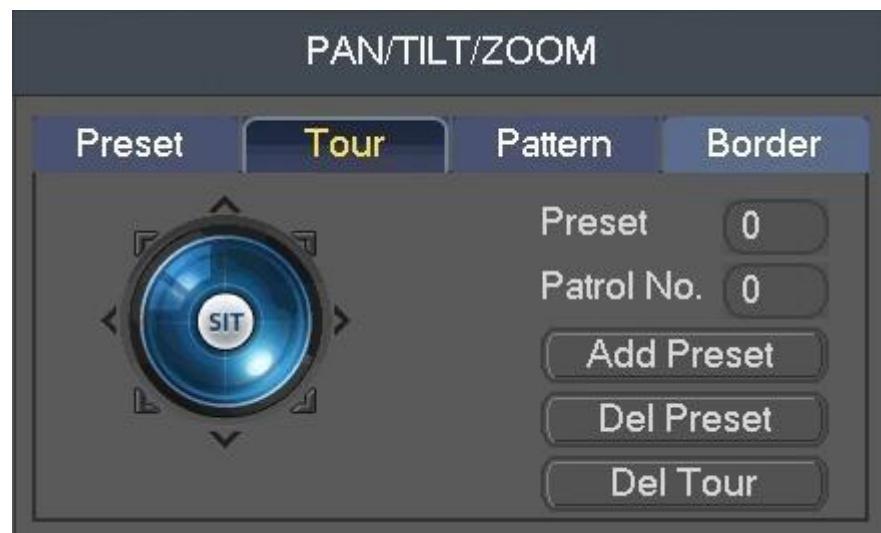 PAN/TILT/ZOOM
Preset Tour Pattern Border
Preset 0
Patrol No. 0
SIT
Add Preset
Del Preset
Del Tour